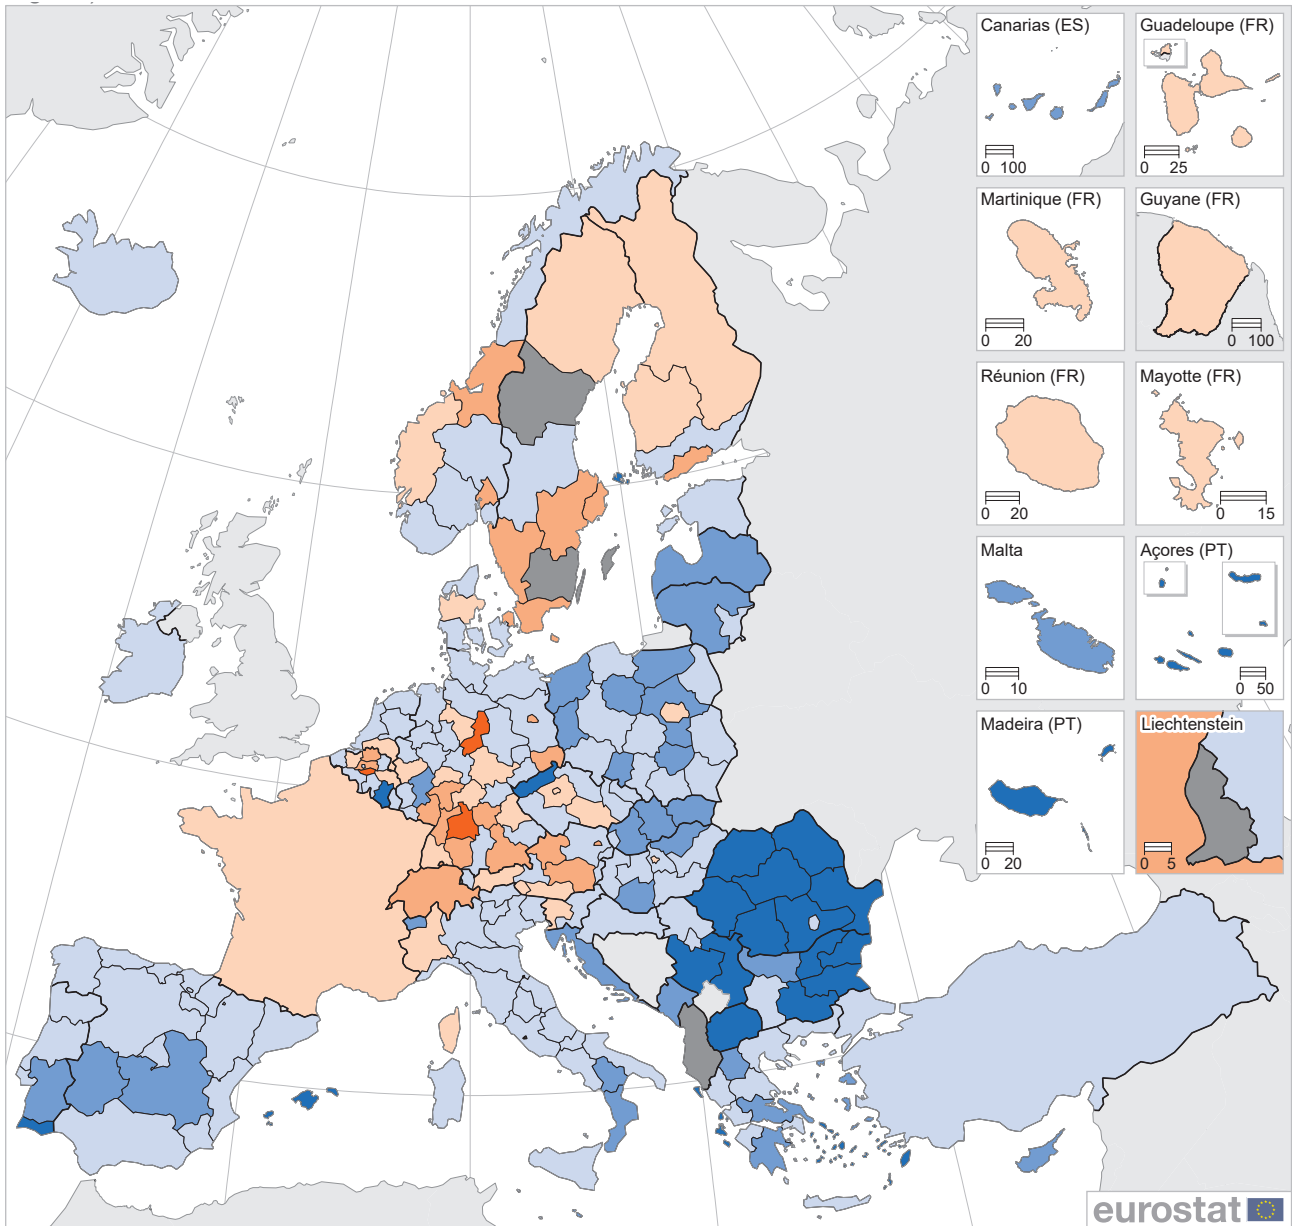 Canarias (ES)
0 100
Guadeloupe (FR)
0 25
Martinique (FR)
0 20
Guyane (FR)
0 100
Réunion (FR)
0 20
Mayotte (FR)
0 15
Malta
0 10
Açores (PT)
0 50
Madeira (PT)
0 20
Liechtenstein
0 5
eurostat